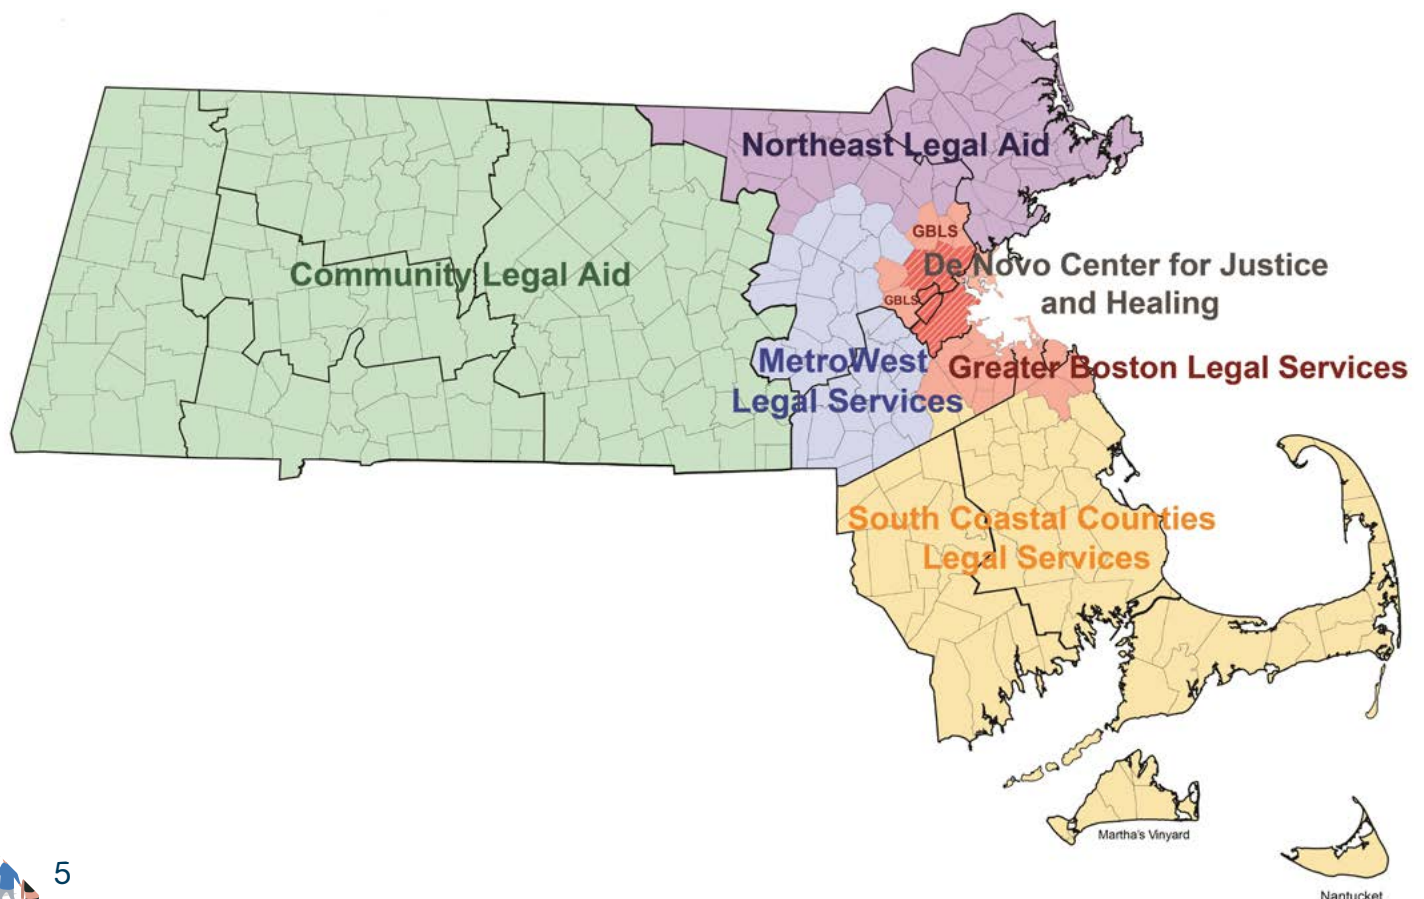 Northeast Legal Aid
GBLS
De Novo Center for Justice
and Healing
Community Legal Aid
GBLS
MetroWest
Legal Services
Greater Boston Legal Services
South Coastal Counties
Legal Services
Martha's Vinyard
5
Nantucket